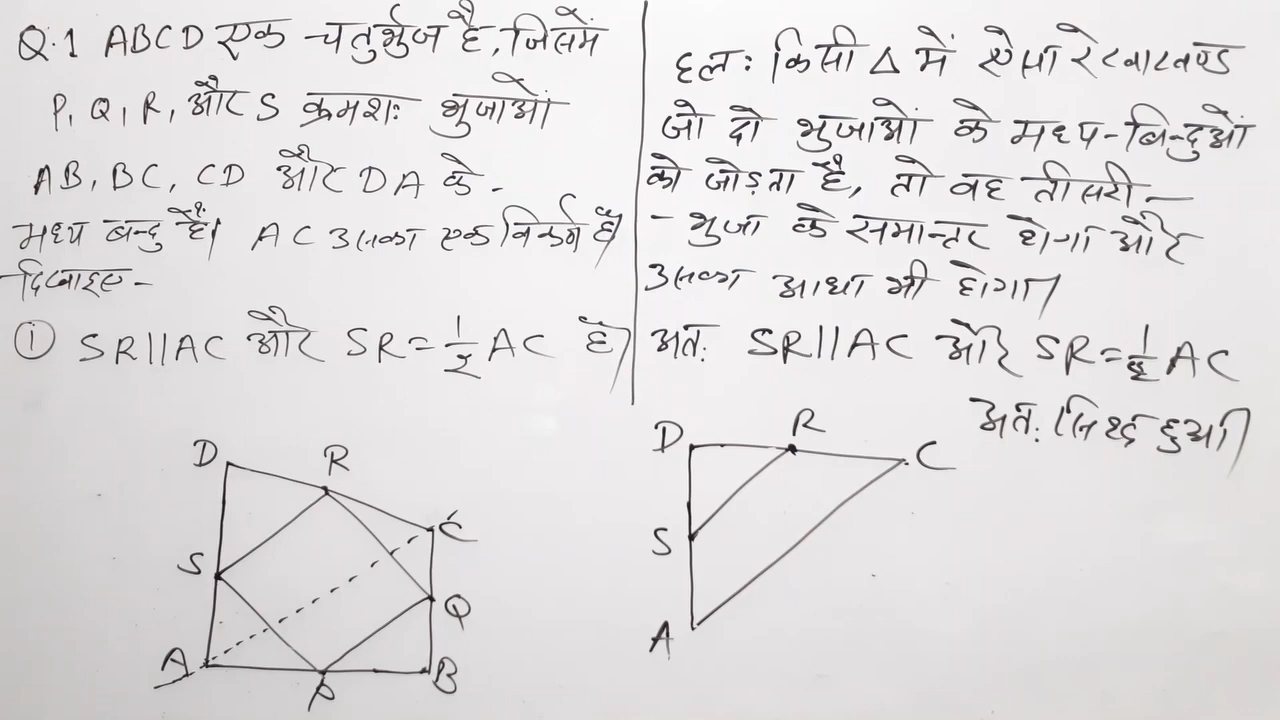 Q.1 ABCD एक चतुर्भुज है, जिसमें
P, Q, R, और S क्रमशः भुजाओं
AB, BC, CD और DA के -
मध्य बिन्दु हैं। AC उसका एक विकर्ण है।
दिखाइए -
① SR||AC और SR = 1/2 AC है।
हल: किसी Δ में ऐसा रेखाखण्ड
जो दो भुजाओं के मध्य-बिन्दुओं
को जोड़ता है, तो वह तीसरी -
- भुजा के समान्तर होगा और
उसका आधा भी होगा।
अत: SR||AC और SR = 1/2 AC
अत: सिद्ध हुआ।
D
R
C
S
Q
A
P
B
D
R
C
S
A